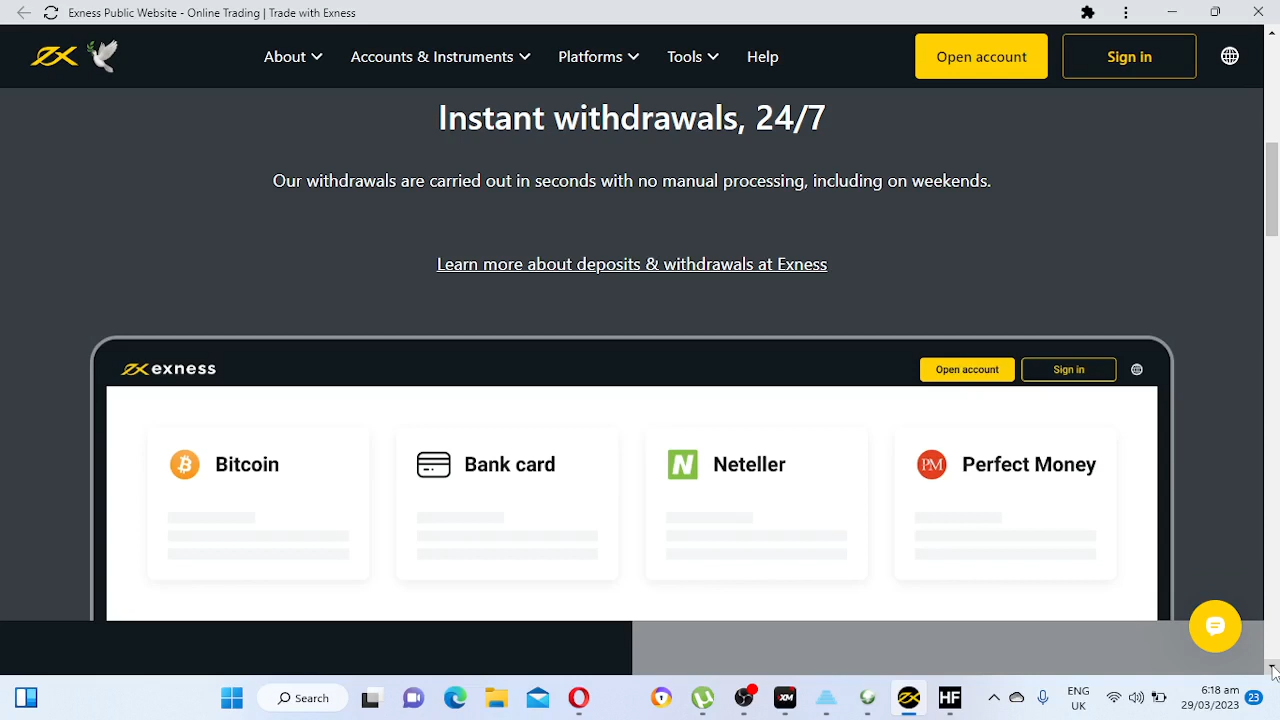 Exness Public Website - Online Trading | Trade with Exness
About
Accounts & Instruments
Platforms
Tools
Help
Open account
Sign in
Instant withdrawals, 24/7
Our withdrawals are carried out in seconds with no manual processing, including on weekends.
Learn more about deposits & withdrawals at Exness
exness
Open account
Sign in
Bitcoin
Bank card
Neteller
Perfect Money
PM
Search
XM
HF
ENG
UK
6:18 am
29/03/2023
23